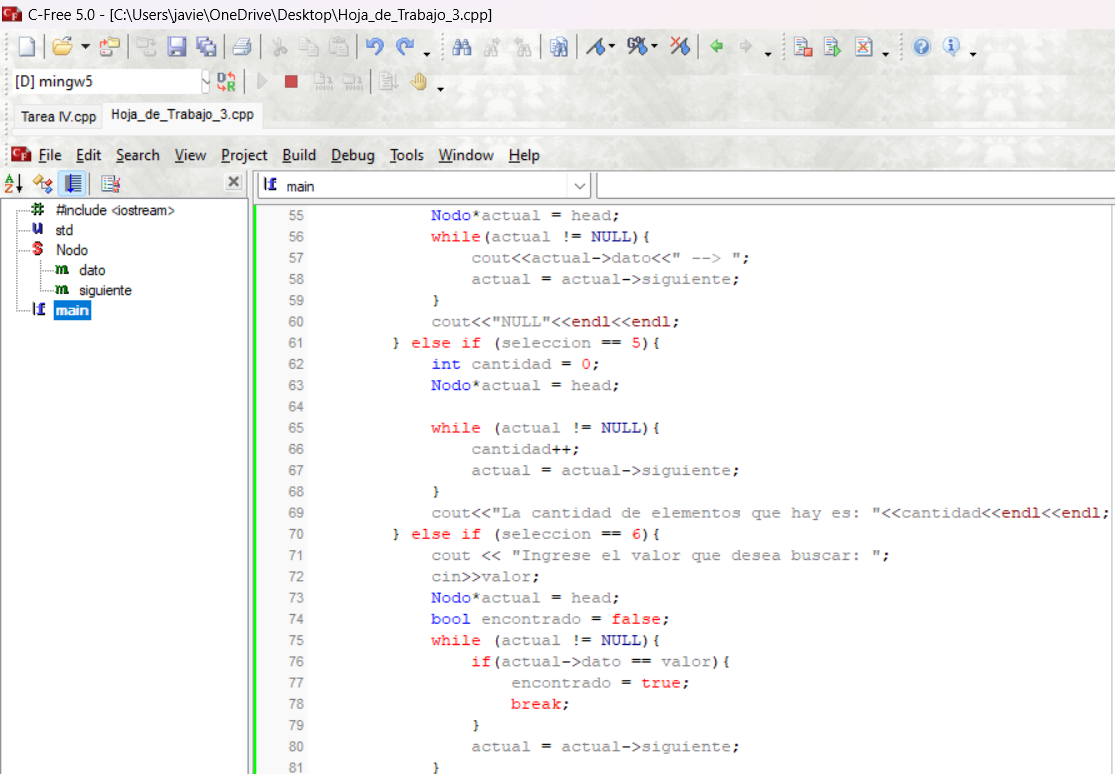 C-Free 5.0 - [C:\Users\javie\OneDrive\Desktop\Hoja_de_Trabajo_3.cpp]
[D] mingw5
Tarea IV.cpp Hoja_de_Trabajo_3.cpp
File Edit Search View Project Build Debug Tools Window Help
main
#include <iostream>
std
Nodo
dato
siguiente
main
55 Nodo*actual = head;
56 while(actual != NULL){
57 cout<<actual->dato<<" --> ";
58 actual = actual->siguiente;
59 }
60 cout<<"NULL"<<endl<<endl;
61 } else if (seleccion == 5){
62 int cantidad = 0;
63 Nodo*actual = head;
64
65 while (actual != NULL){
66 cantidad++;
67 actual = actual->siguiente;
68 }
69 cout<<"La cantidad de elementos que hay es: "<<cantidad<<endl<<endl;
70 } else if (seleccion == 6){
71 cout << "Ingrese el valor que desea buscar: ";
72 cin>>valor;
73 Nodo*actual = head;
74 bool encontrado = false;
75 while (actual != NULL){
76 if(actual->dato == valor){
77 encontrado = true;
78 break;
79 }
80 actual = actual->siguiente;
81 }